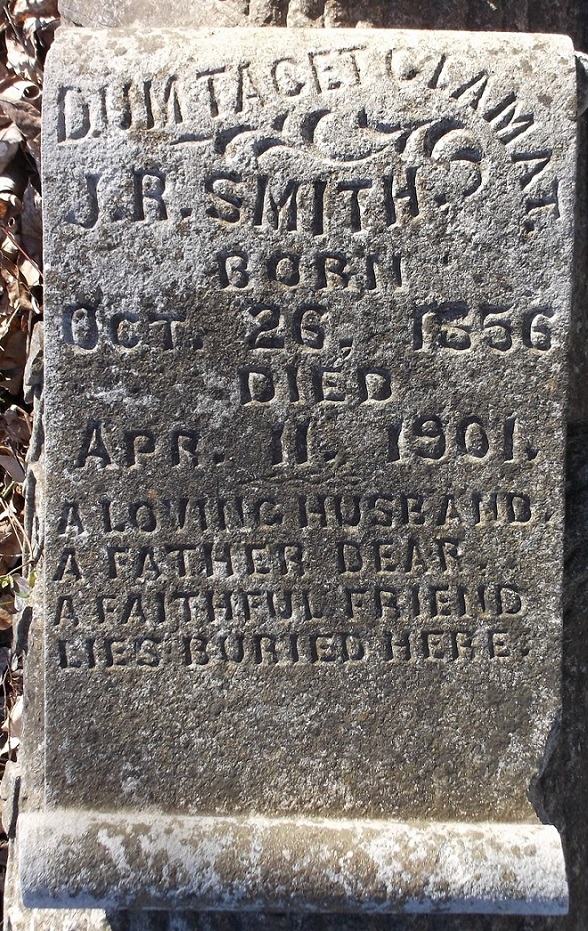 DUM TACET CLAMAT
J.R. SMITH.
BORN
OCT. 26, 1856
DIED
APR. 11, 1901.
A LOVING HUSBAND.
A FATHER DEAR.
A FAITHFUL FRIEND
LIES BURIED HERE.